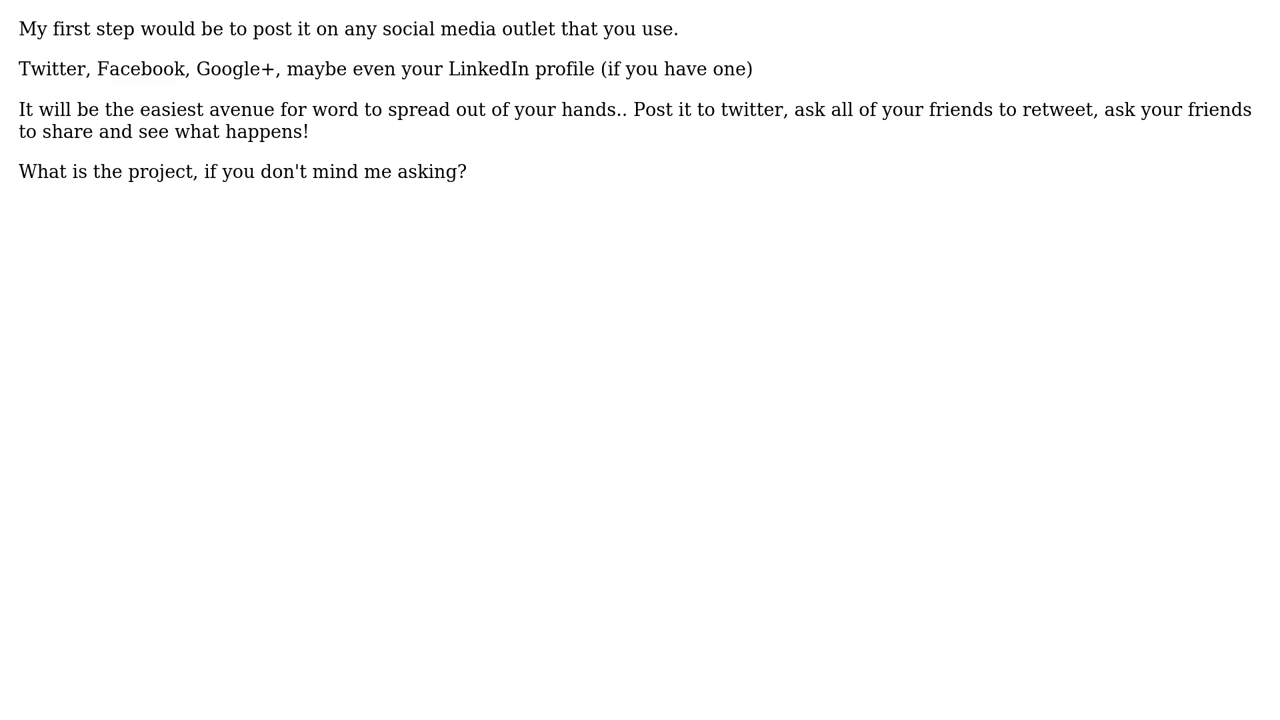 My first step would be to post it on any social media outlet that you use.
Twitter, Facebook, Google+, maybe even your LinkedIn profile (if you have one)
It will be the easiest avenue for word to spread out of your hands.. Post it to twitter, ask all of your friends to retweet, ask your friends
to share and see what happens!
What is the project, if you don't mind me asking?